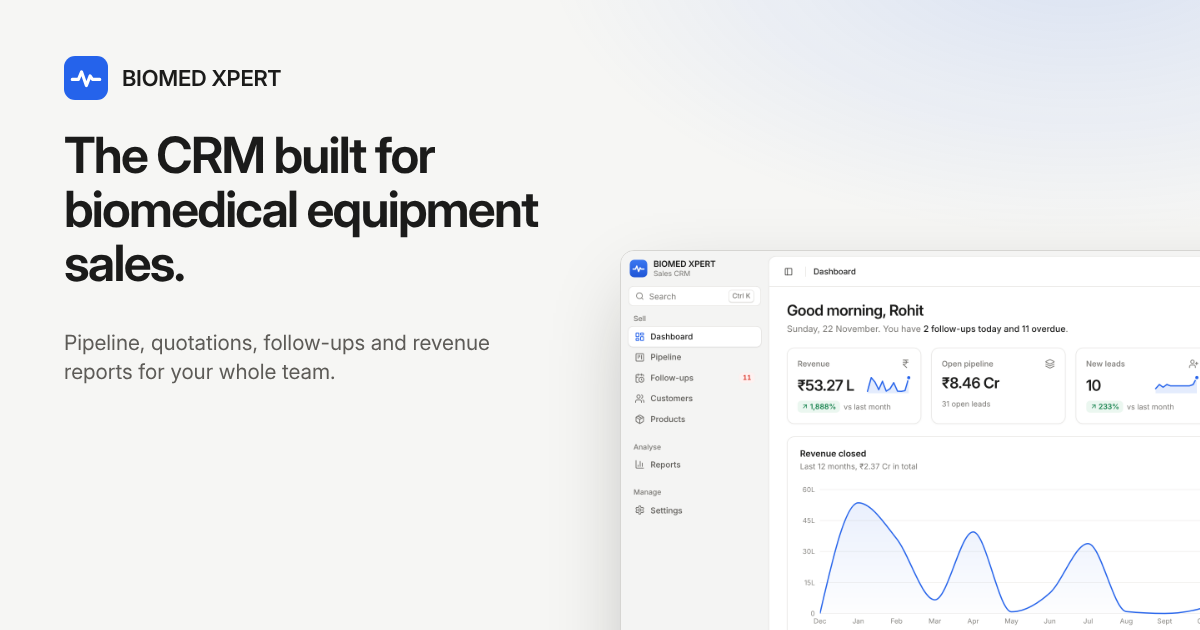 BIOMED XPERT
The CRM built for
biomedical equipment
sales.
Pipeline, quotations, follow-ups and revenue
reports for your whole team.
BIOMED XPERT
Sales CRM
Search
Ctrl K
Sell
Dashboard
Pipeline
Follow-ups 11
Customers
Products
Analyse
Reports
Manage
Settings
Dashboard
Good morning, Rohit
Sunday, 22 November. You have 2 follow-ups today and 11 overdue.
Revenue ₹
₹53.27 L
1,888% vs last month
Open pipeline
₹8.46 Cr
31 open leads
New leads
10
233% vs last month
Revenue closed
Last 12 months, ₹2.37 Cr in total
60L
45L
30L
15L
0
Dec Jan Feb Mar Apr May Jun Jul Aug Sept